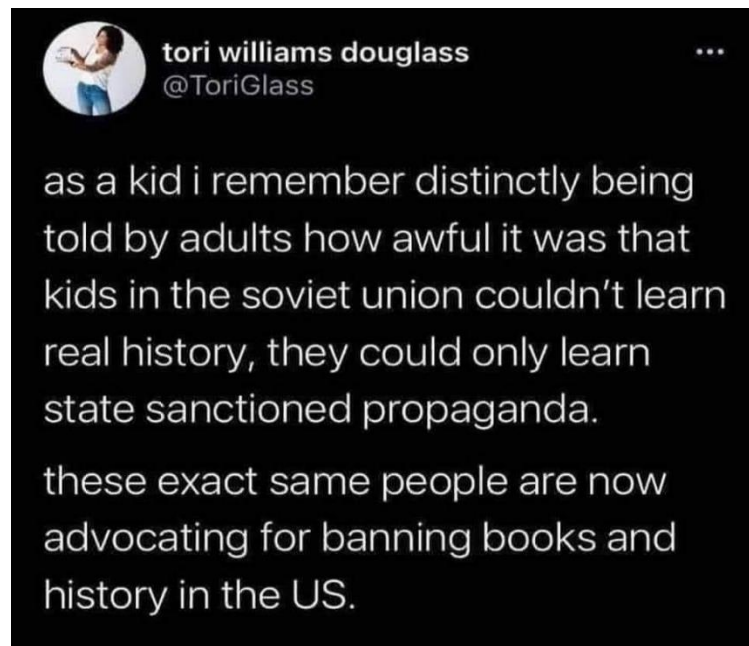 tori williams douglass
@ToriGlass
as a kid i remember distinctly being
told by adults how awful it was that
kids in the soviet union couldn’t learn
real history, they could only learn
state sanctioned propaganda.
these exact same people are now
advocating for banning books and
history in the US.